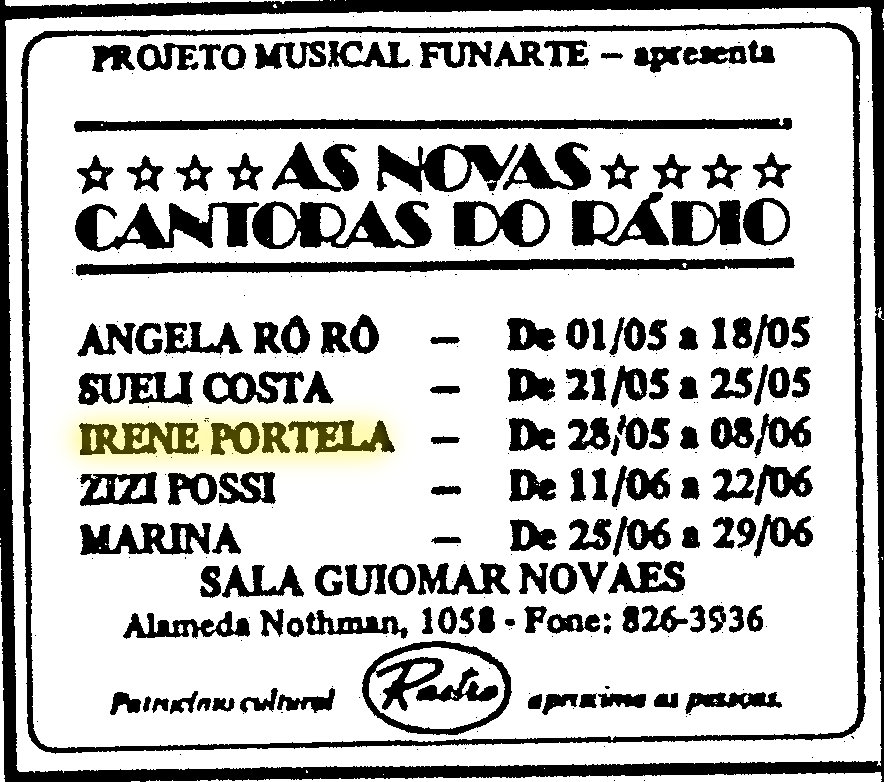 PROJETO MUSICAL FUNARTE – apresenta
AS NOVAS
CANTORAS DO RÁDIO
ANGELA RÔ RÔ – De 01/05 a 18/05
SUELI COSTA – De 21/05 a 25/05
IRENE PORTELA – De 28/05 a 08/06
ZIZI POSSI – De 11/06 a 22/06
MARINA – De 25/06 a 29/06
SALA GUIOMAR NOVAES
Alameda Nothman, 1058 - Fone: 826-3936
Patrocínio cultural Rastro aproxima as pessoas.